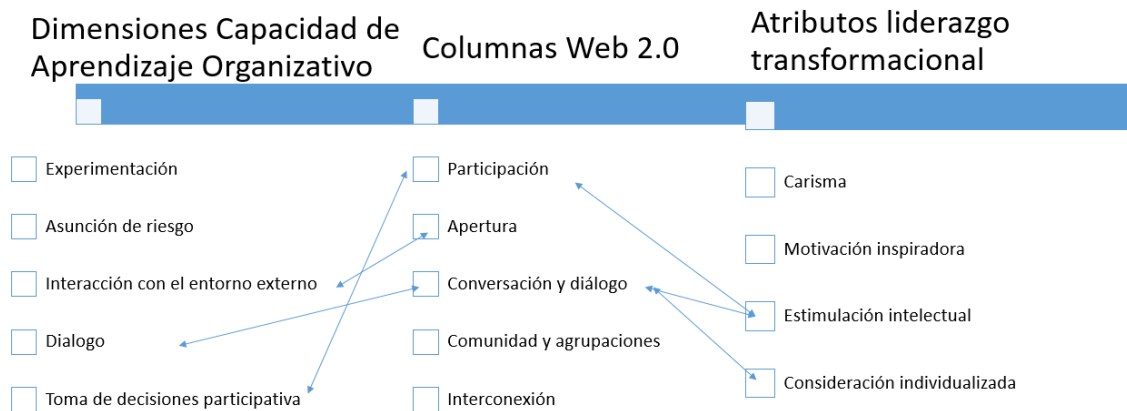 Dimensiones Capacidad de
Aprendizaje Organizativo
Columnas Web 2.0
Atributos liderazgo
transformacional
Experimentación
Asunción de riesgo
Interacción con el entorno externo
Dialogo
Toma de decisiones participativa
Participación
Apertura
Conversación y diálogo
Comunidad y agrupaciones
Interconexión
Carisma
Motivación inspiradora
Estimulación intelectual
Consideración individualizada